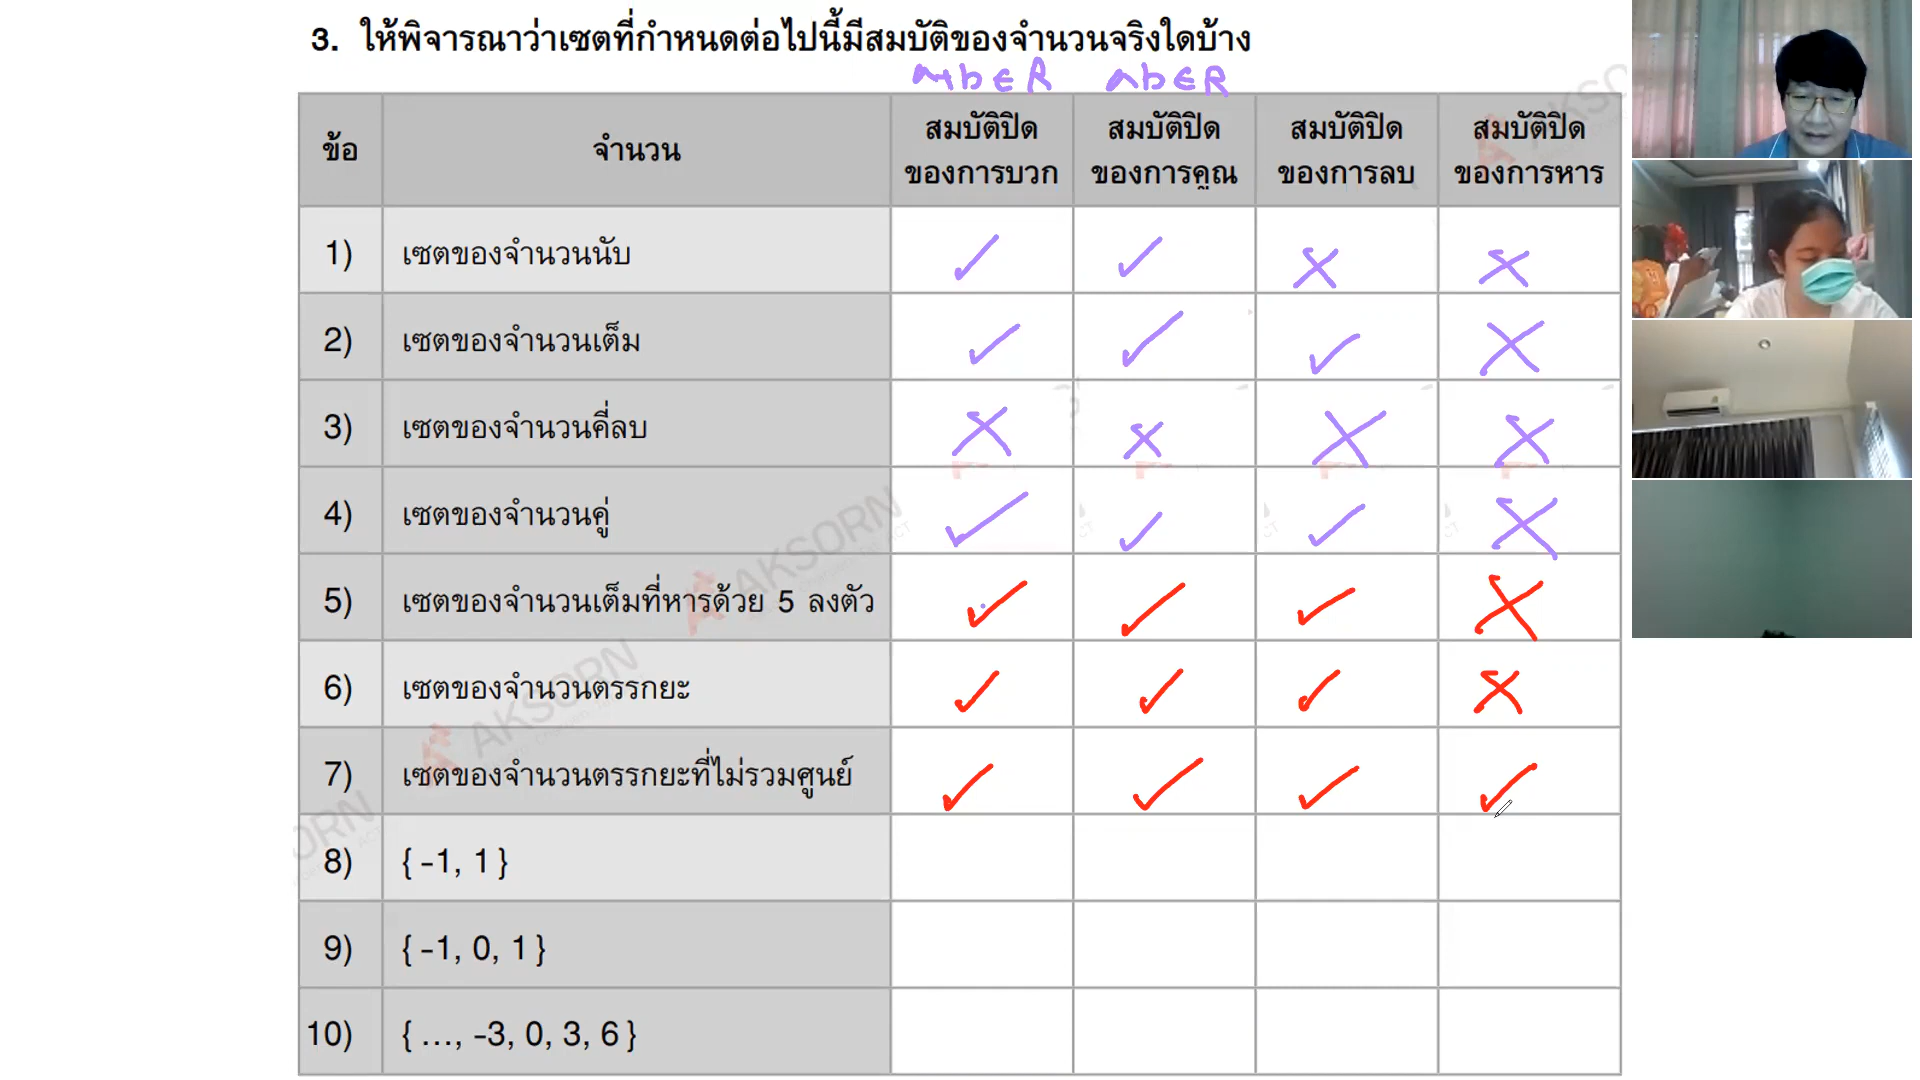 3. ให้พิจารณาว่าเซตที่กำหนดต่อไปนี้มีสมบัติของจำนวนจริงใดบ้าง
a+b ∈ R ab ∈ R
ข้อ จำนวน สมบัติปิดของการบวก สมบัติปิดของการคูณ สมบัติปิดของการลบ สมบัติปิดของการหาร
1) เซตของจำนวนนับ ✓ ✓ ✗ ✗
2) เซตของจำนวนเต็ม ✓ ✓ ✓ ✗
3) เซตของจำนวนคี่ลบ ✗ ✗ ✗ ✗
4) เซตของจำนวนคู่ ✓ ✓ ✓ ✗
5) เซตของจำนวนเต็มที่หารด้วย 5 ลงตัว ✓ ✓ ✓ ✗
6) เซตของจำนวนตรรกยะ ✓ ✓ ✓ ✗
7) เซตของจำนวนตรรกยะที่ไม่รวมศูนย์ ✓ ✓ ✓ ✓
8) { -1, 1 }
9) { -1, 0, 1 }
10) { ..., -3, 0, 3, 6 }
AKSORN
AKSORN